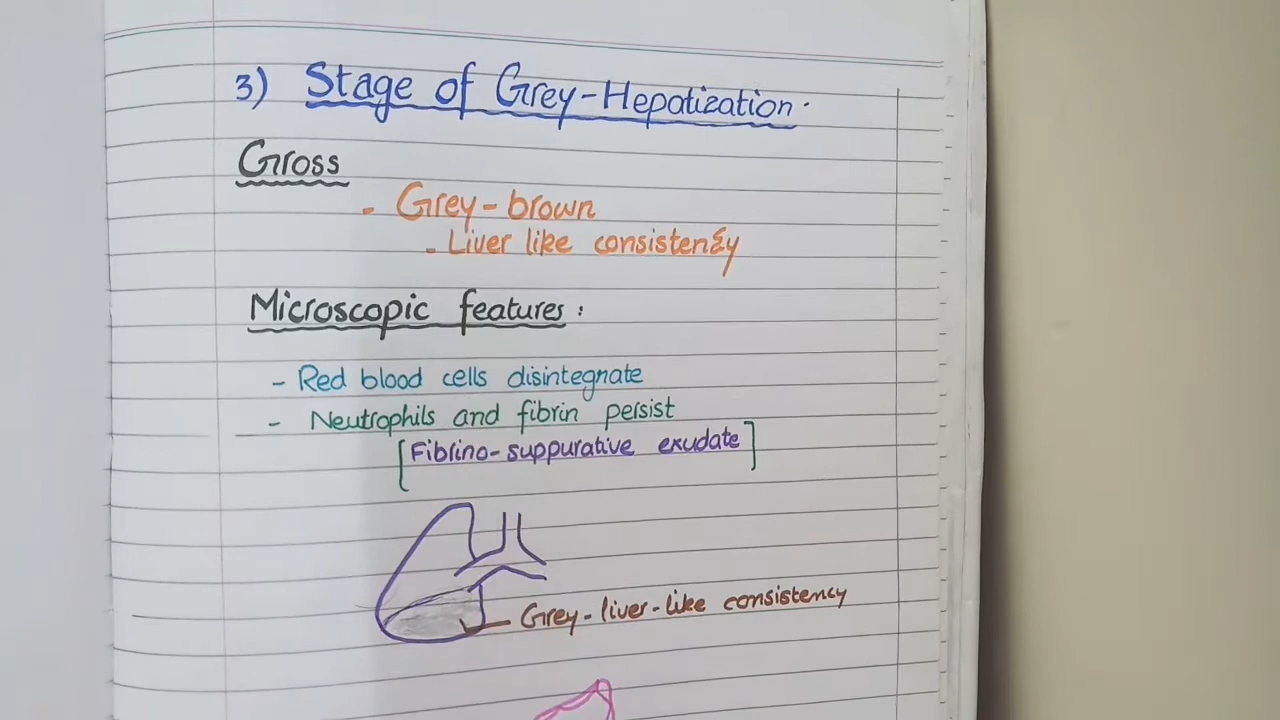 3) Stage of Grey-Hepatization.
Gross
- Grey-brown
- Liver like consistency
Microscopic features:
- Red blood cells disintegrate
- Neutrophils and fibrin persist
[Fibrino-suppurative exudate]
Grey-liver-like consistency